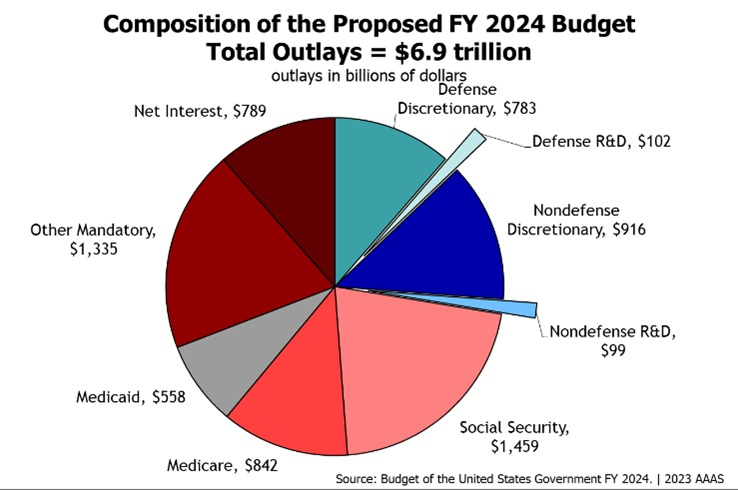 Composition of the Proposed FY 2024 Budget
Total Outlays = $6.9 trillion
outlays in billions of dollars
Defense
Discretionary, $783
Defense R&D, $102
Nondefense
Discretionary, $916
Nondefense R&D,
$99
Social Security,
$1,459
Medicare, $842
Medicaid, $558
Other Mandatory,
$1,335
Net Interest, $789
Source: Budget of the United States Government FY 2024. | 2023 AAAS